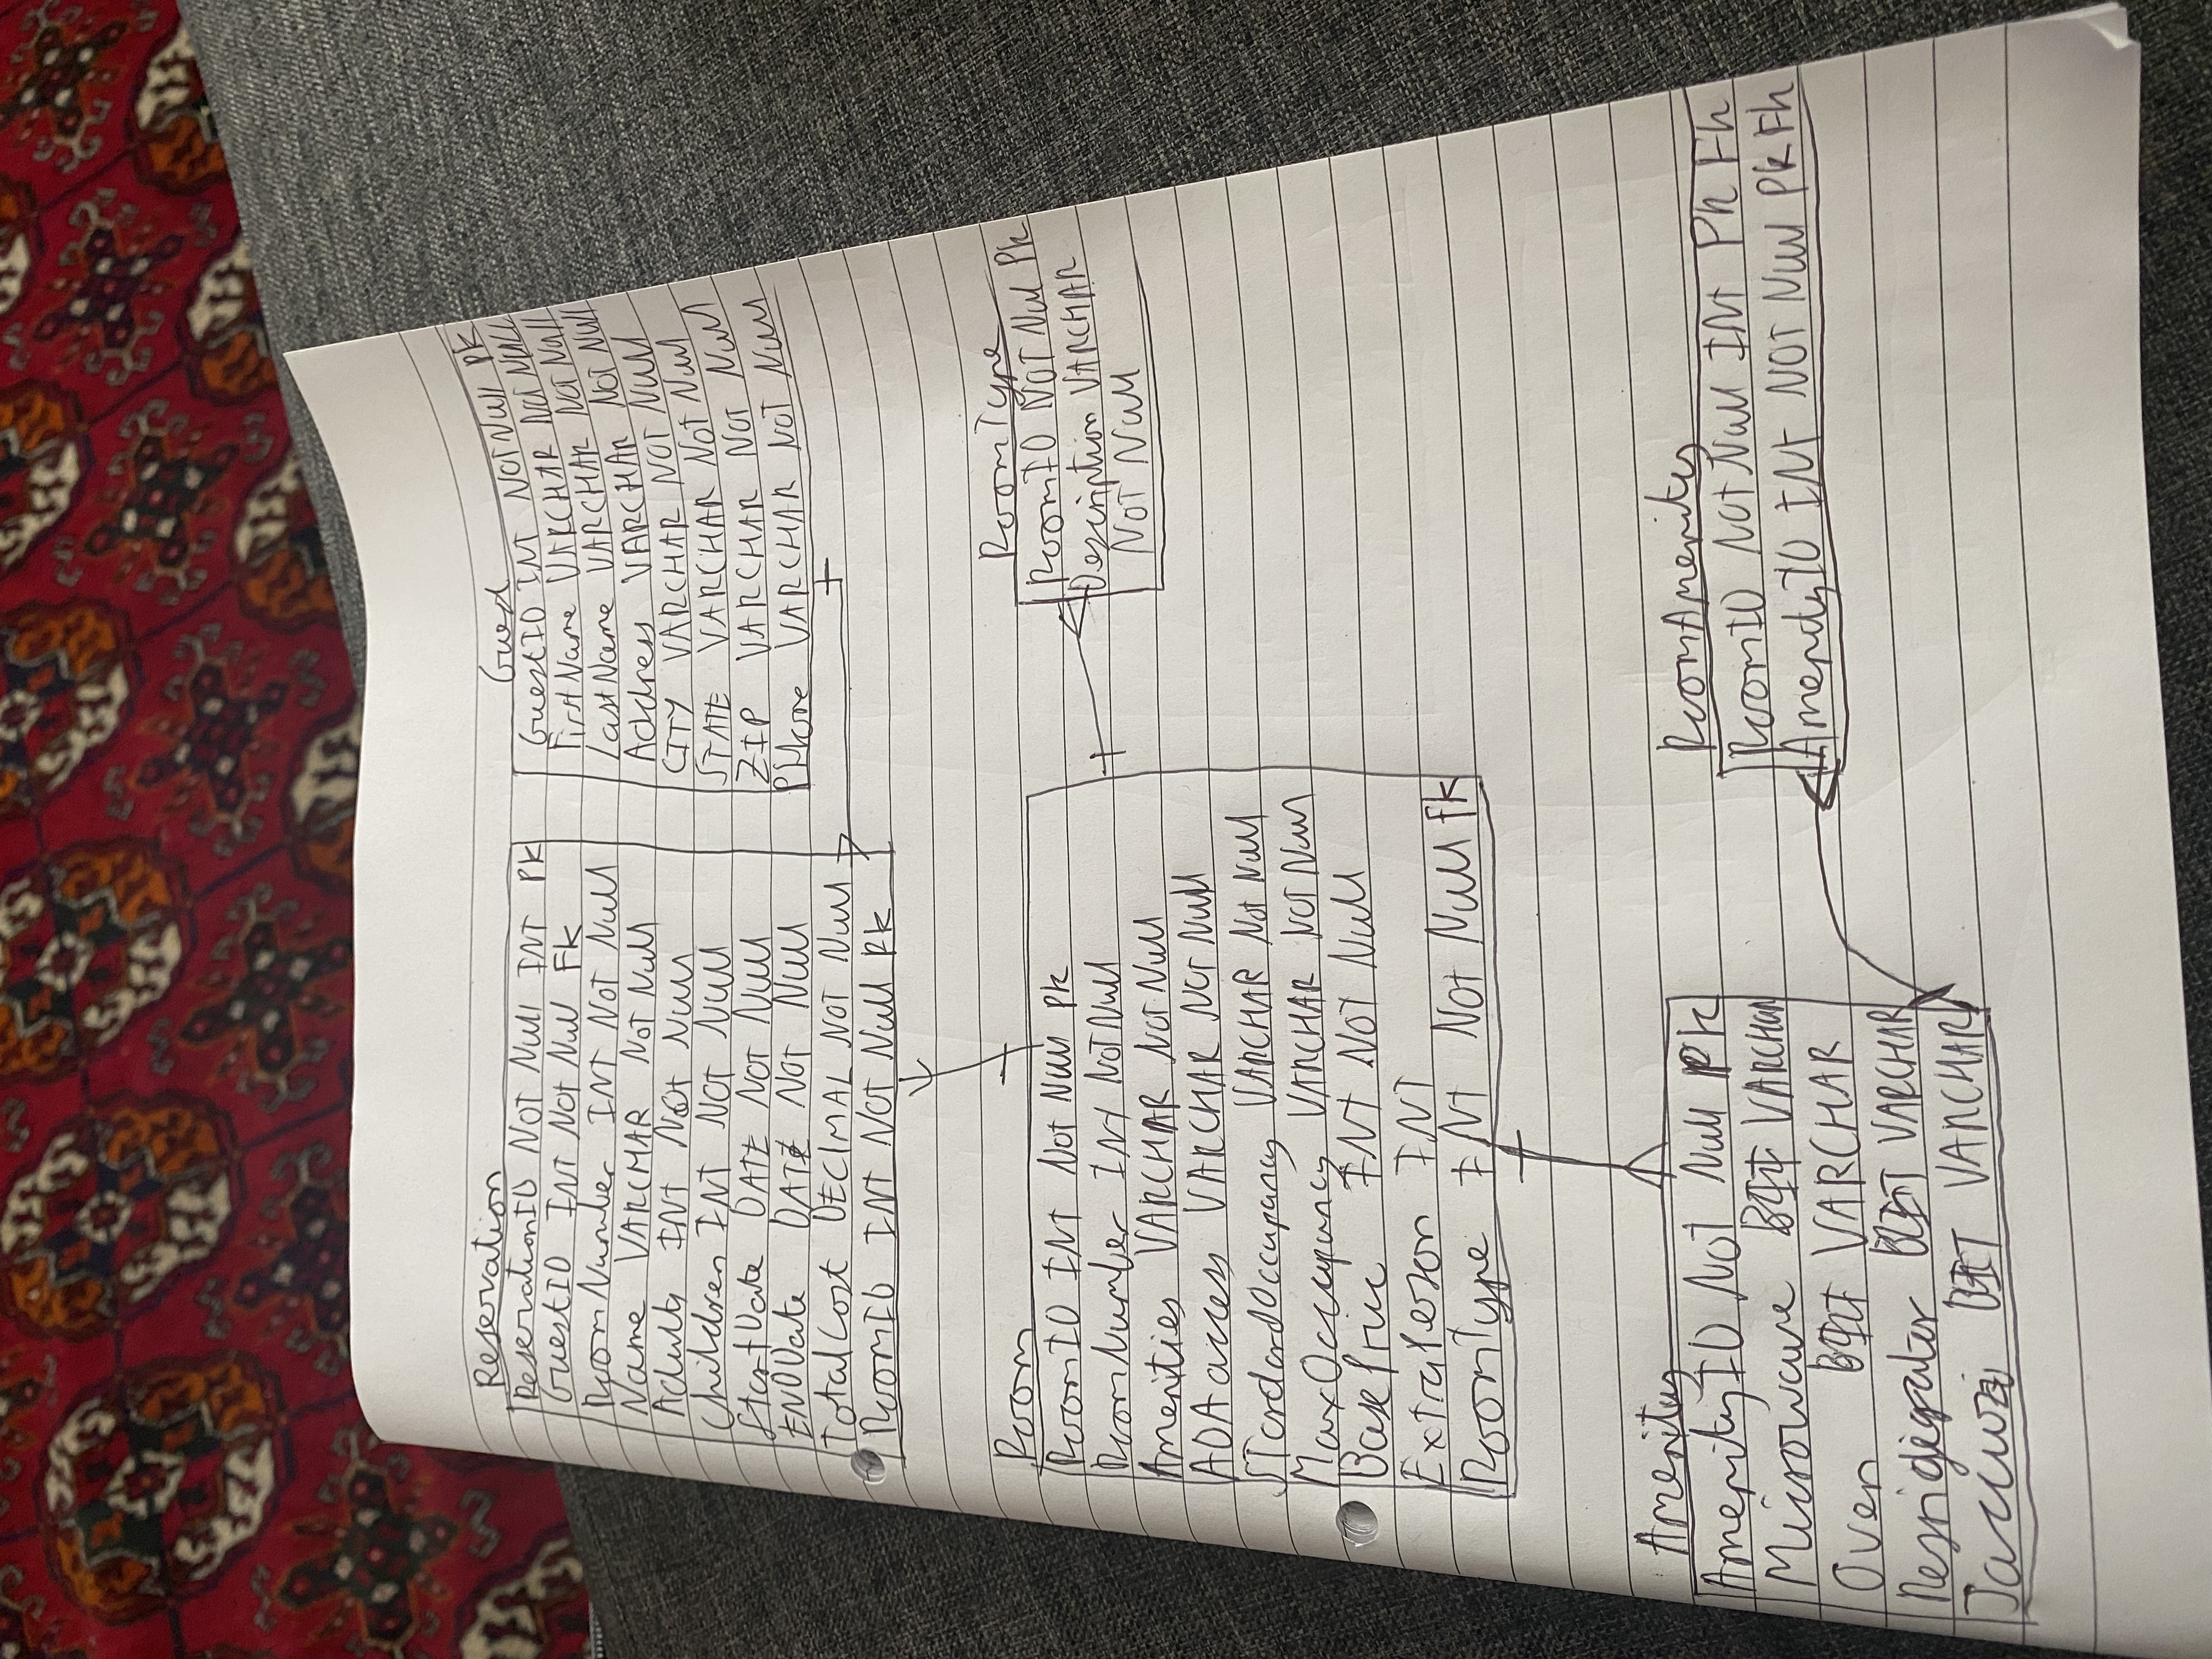 Reservation
ReservationID NOT Null INT Pk
GuestID INT Not Null Fk
RoomNumber INT Not Null
Name VARCHAR Not Null
Adults INT Not Null
Children INT NOT NULL
StartDate DATE NOT NULL
ENDDate DATE NOT NULL
TotalCost DECIMAL NOT NULL
RoomID INT NOT Null Pk
Guest
GuestID INT NOT Null Pk
FirstName VARCHAR Not NULL
LastName VARCHAR Not Null
Address VARCHAR NOT Null
CITY VARCHAR NOT NULL
STATE VARCHAR Not Null
ZIP VARCHAR NOT NULL
PHone VARCHAR NOT NULL
Room
RoomID INT Not Null Pk
RoomNumber INT NOT Null
Amenities VARCHAR Not Null
ADA access VARCHAR Not Null
STandardOccupancy VARCHAR Not Null
MaxOccupancy VARCHAR NOT Null
BasePrice INT NOT Null
ExtraPerson INT
RoomType INT Not Null fk
RoomType
RoomID NOT Null Pk
Description VARCHAR
NOT Null
Amenity
AmenityID NOT Null Pk
Microwave VARCHAR
Oven VARCHAR
VARCHAR
VARCHAR
RoomAmenity
RoomID Not Null INT Pk Fk
AmenityID INT NOT Null Pk Fk